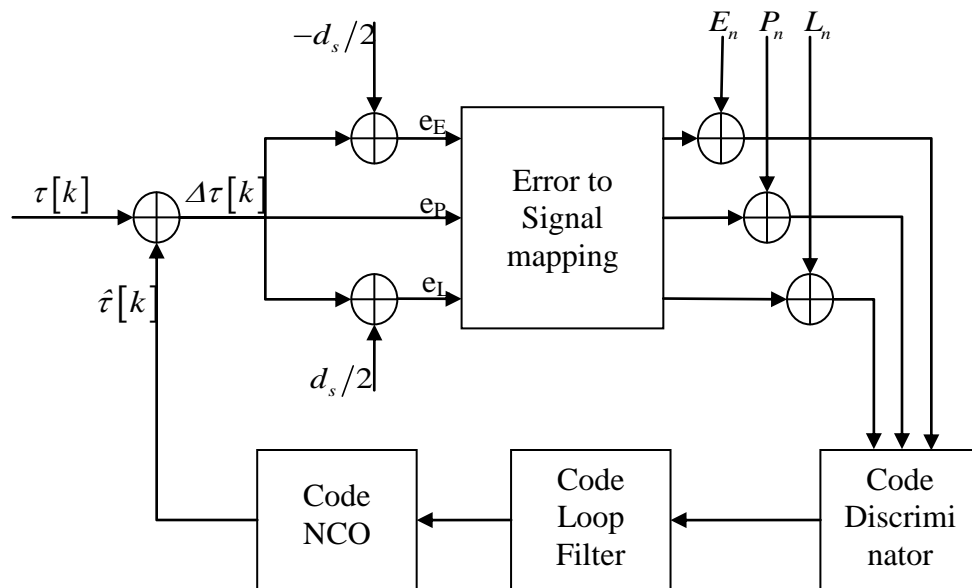 −d_s/2
E_n P_n L_n
e_E
τ[k]
Δτ[k]
e_P
Error to
Signal
mapping
τ̂[k]
e_L
d_s/2
Code
NCO
Code
Loop
Filter
Code
Discrimi
nator